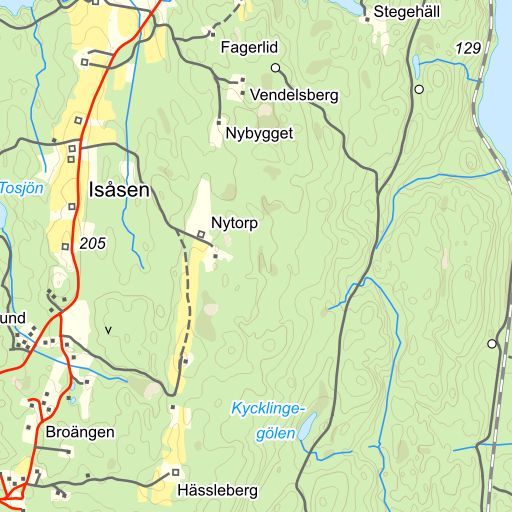 Stegehäll
129
Fagerlid
Vendelsberg
Nybygget
Tosjön
Isåsen
Nytorp
205
und
Kycklinge-
gölen
Broängen
Hässleberg